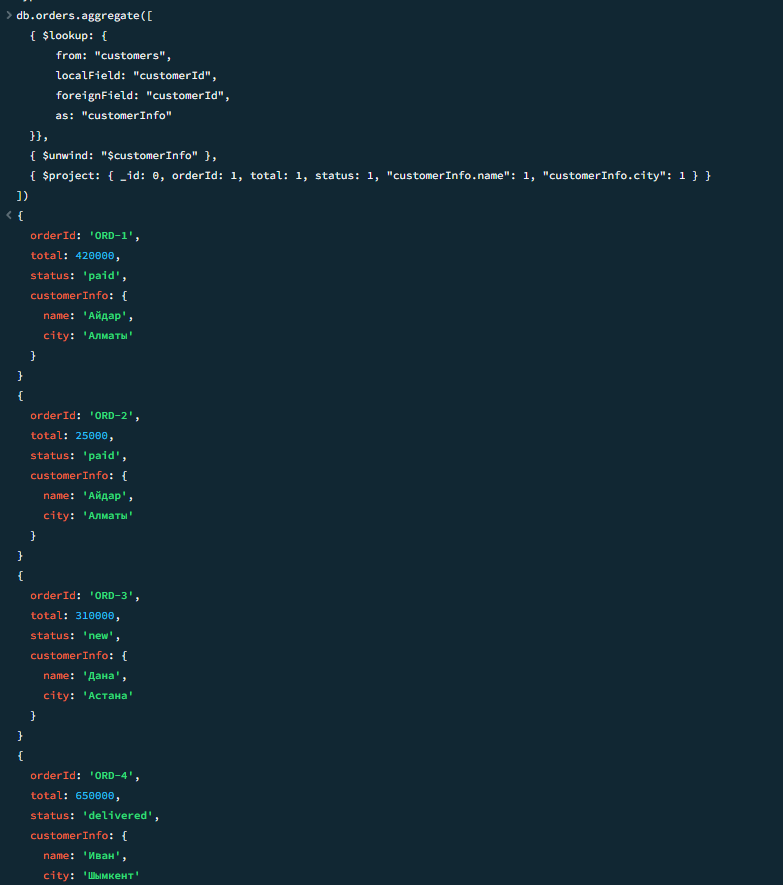 db.orders.aggregate([
{ $lookup: {
from: "customers",
localField: "customerId",
foreignField: "customerId",
as: "customerInfo"
}},
{ $unwind: "$customerInfo" },
{ $project: { _id: 0, orderId: 1, total: 1, status: 1, "customerInfo.name": 1, "customerInfo.city": 1 } }
])
{
orderId: 'ORD-1',
total: 420000,
status: 'paid',
customerInfo: {
name: 'Айдар',
city: 'Алматы'
}
}
{
orderId: 'ORD-2',
total: 25000,
status: 'paid',
customerInfo: {
name: 'Айдар',
city: 'Алматы'
}
}
{
orderId: 'ORD-3',
total: 310000,
status: 'new',
customerInfo: {
name: 'Дана',
city: 'Астана'
}
}
{
orderId: 'ORD-4',
total: 650000,
status: 'delivered',
customerInfo: {
name: 'Иван',
city: 'Шымкент'